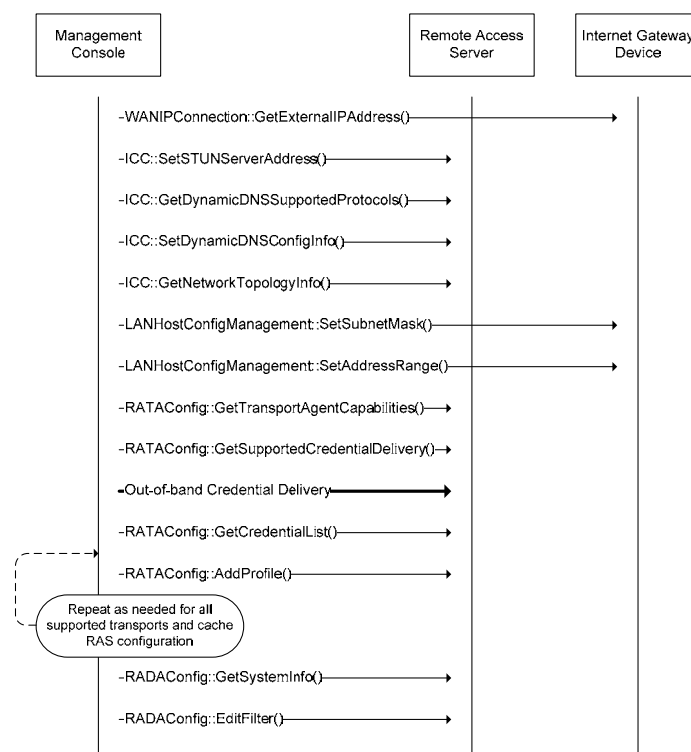 Management
Console
Remote Access
Server
Internet Gateway
Device
WANIPConnection::GetExternalIPAddress()
ICC::SetSTUNServerAddress()
ICC::GetDynamicDNSSupportedProtocols()
ICC::SetDynamicDNSConfigInfo()
ICC::GetNetworkTopologyInfo()
LANHostConfigManagement::SetSubnetMask()
LANHostConfigManagement::SetAddressRange()
RATAConfig::GetTransportAgentCapabilities()
RATAConfig::GetSupportedCredentialDelivery()
Out-of-band Credential Delivery
RATAConfig::GetCredentialList()
RATAConfig::AddProfile()
Repeat as needed for all
supported transports and cache
RAS configuration
RADAConfig::GetSystemInfo()
RADAConfig::EditFilter()